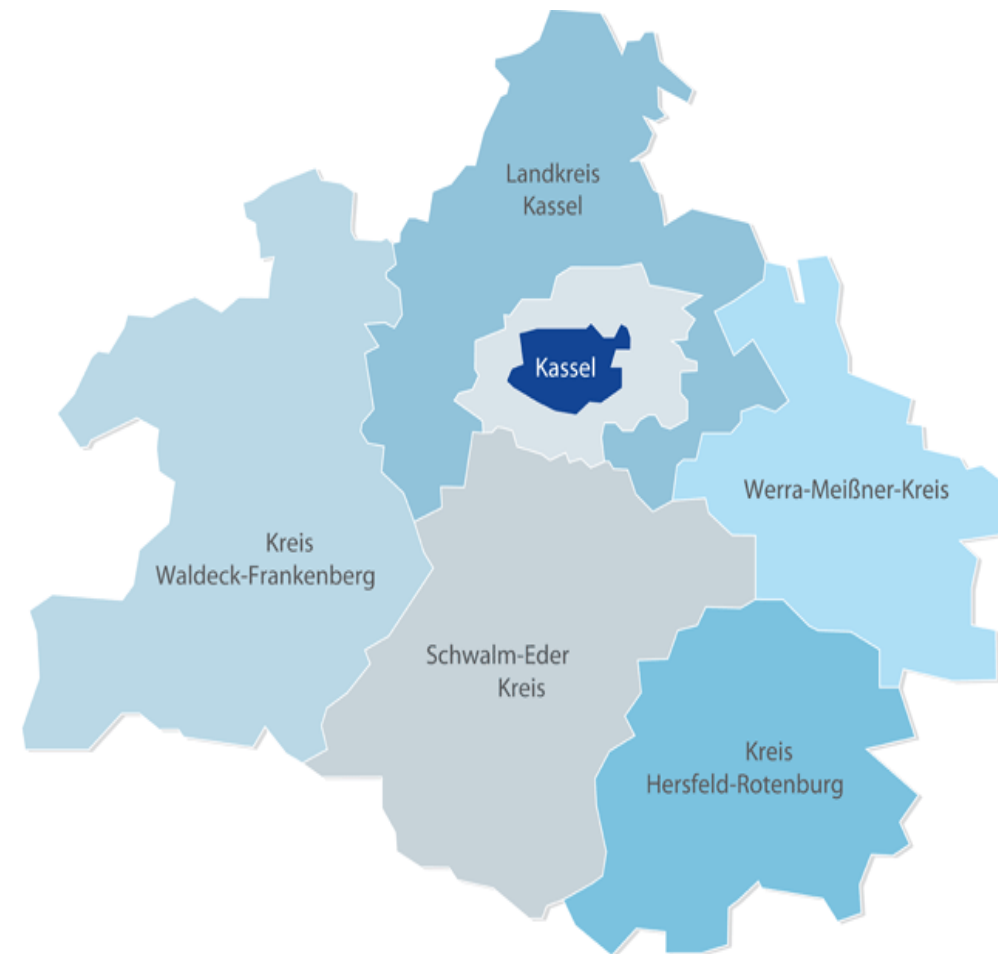 Landkreis
Kassel
Kassel
Werra-Meißner-Kreis
Kreis
Waldeck-Frankenberg
Schwalm-Eder
Kreis
Kreis
Hersfeld-Rotenburg